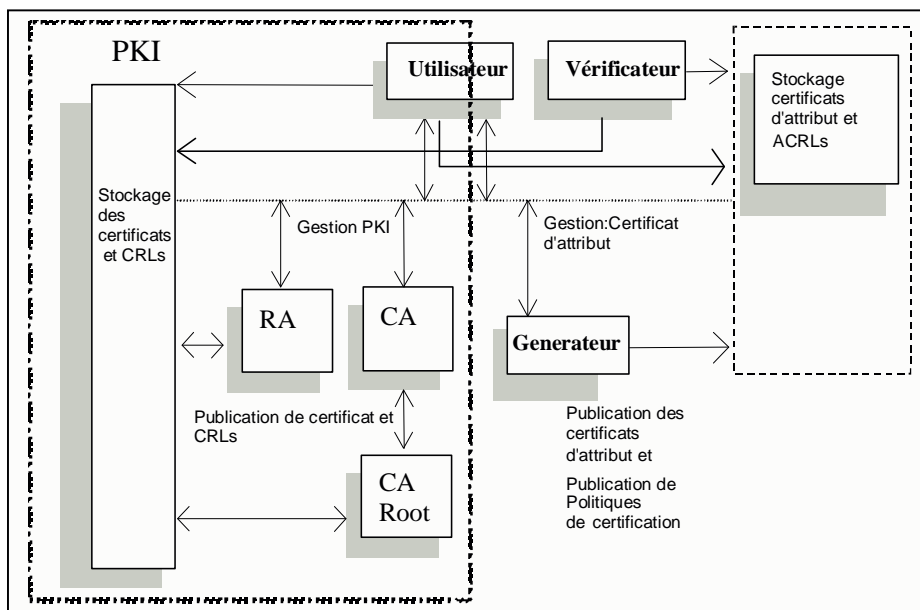 PKI
Utilisateur
Vérificateur
Stockage
certificats
d'attribut et
ACRLs
Stockage
des
certificats
et CRLs
Gestion PKI
Gestion:Certificat
d'attribut
RA
CA
Generateur
Publication de certificat et
CRLs
Publication des
certificats
d'attribut et
Publication de
Politiques
de certification
CA
Root